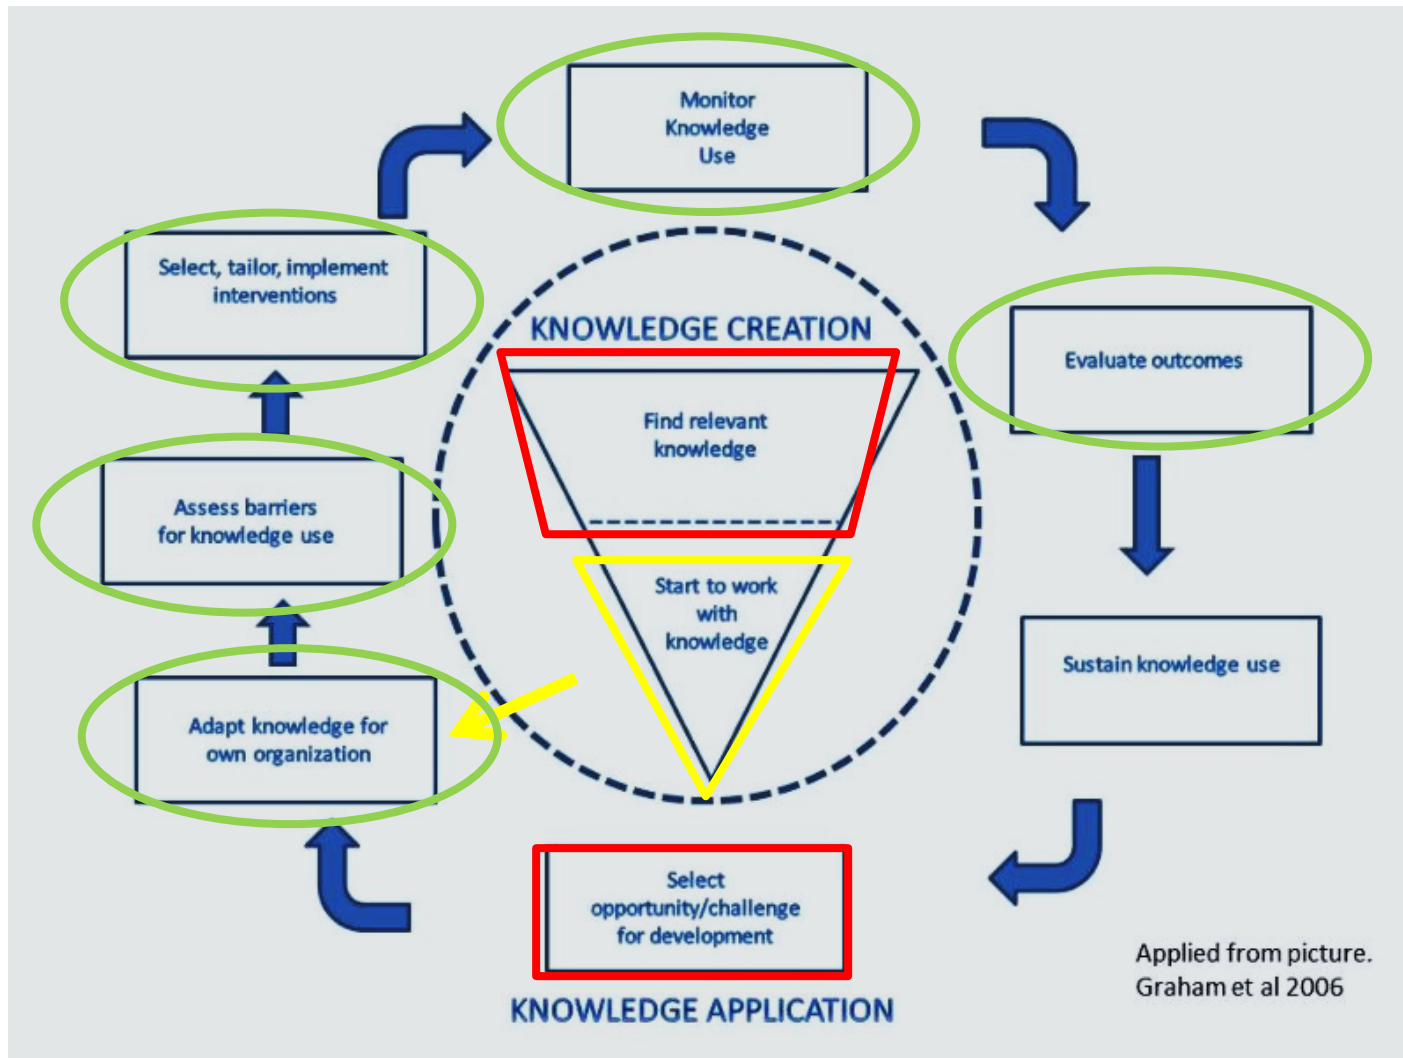 Monitor
Knowledge
Use
Select, tailor, implement
interventions
Evaluate outcomes
KNOWLEDGE CREATION
Find relevant
knowledge
Assess barriers
for knowledge use
Start to work
with
knowledge
Sustain knowledge use
Adapt knowledge for
own organization
Select
opportunity/challenge
for development
KNOWLEDGE APPLICATION
Applied from picture.
Graham et al 2006